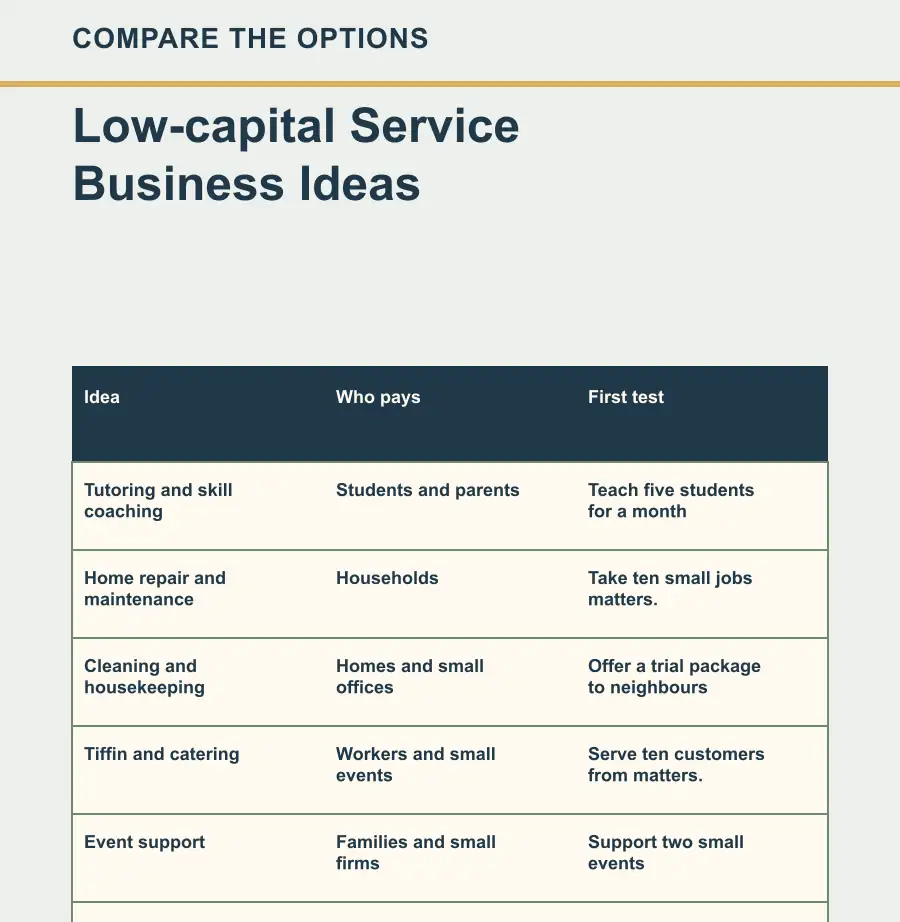 COMPARE THE OPTIONS
Low-capital Service
Business Ideas
Idea Who pays First test
Tutoring and skill Students and parents Teach five students
coaching for a month
Home repair and Households Take ten small jobs
maintenance matters.
Cleaning and Homes and small Offer a trial package
housekeeping offices to neighbours
Tiffin and catering Workers and small Serve ten customers
events from matters.
Event support Families and small Support two small
firms events